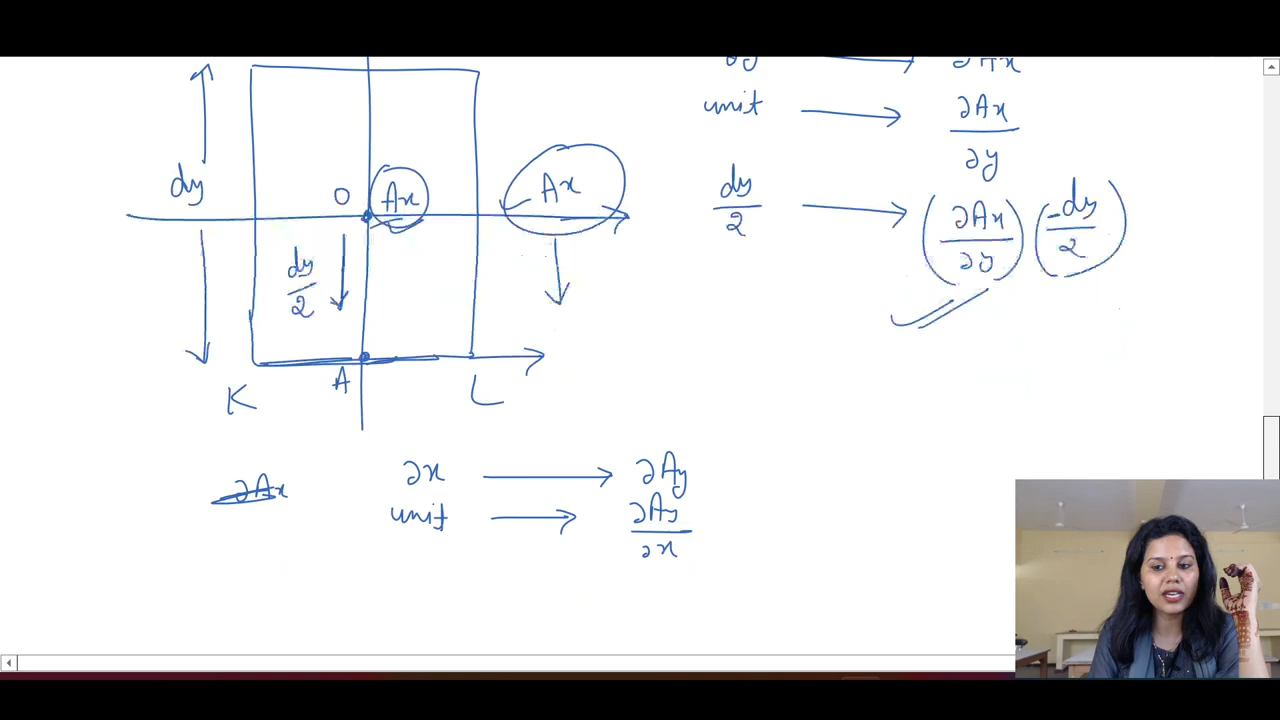 ∂Ax
unit → ∂Ax/∂y
dy/2 → (∂Ax/∂y) (-dy/2)
dy
O Ax
Ax
dy/2
K A L
∂Ax
∂x → ∂Ay
unit → ∂Ay/∂x